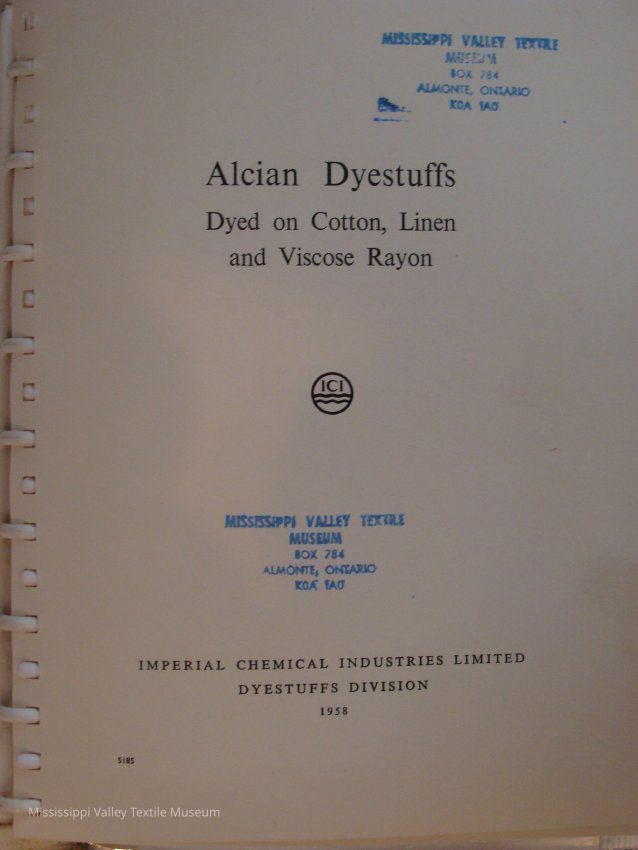 MISSISSIPPI VALLEY TEXTILE
MUSEUM
BOX 784
ALMONTE, ONTARIO
K0A 1A0
Alcian Dyestuffs
Dyed on Cotton, Linen
and Viscose Rayon
ICI
MISSISSIPPI VALLEY TEXTILE
MUSEUM
BOX 784
ALMONTE, ONTARIO
K0A 1A0
IMPERIAL CHEMICAL INDUSTRIES LIMITED
DYESTUFFS DIVISION
1958
5185
Mississippi Valley Textile Museum